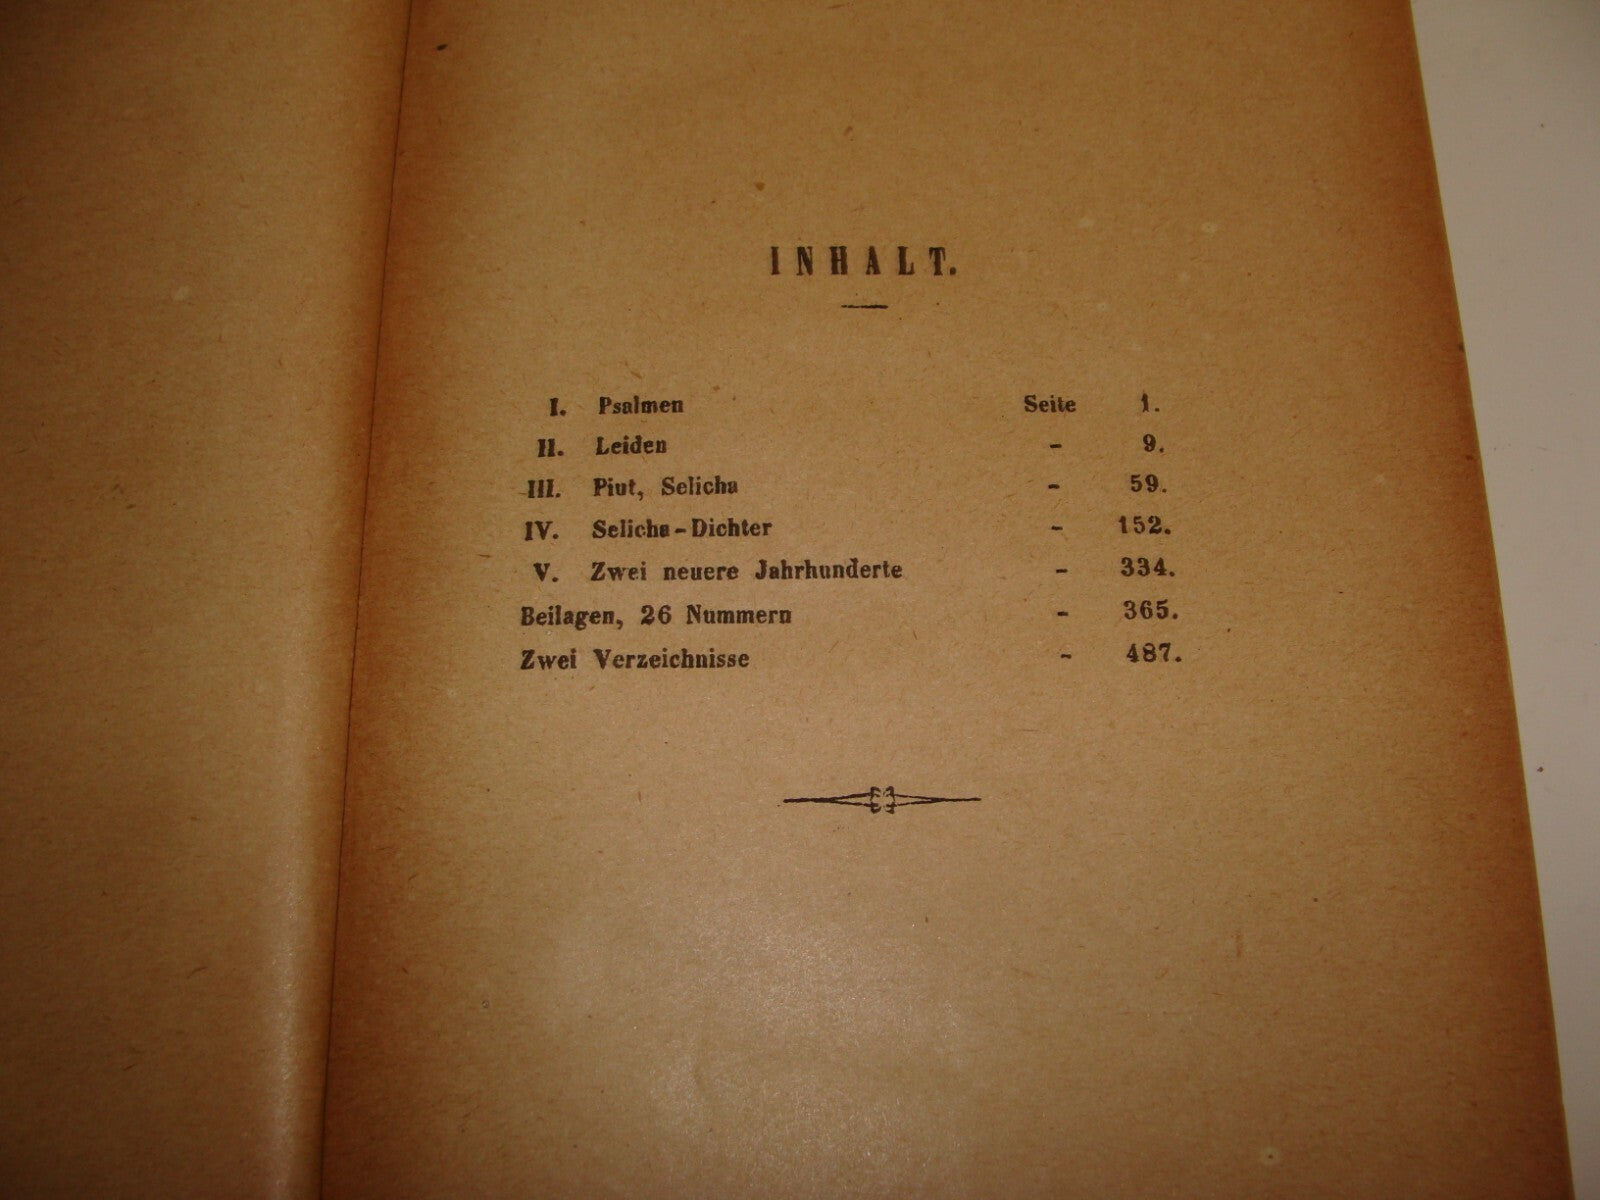 INHALT.
I. Psalmen Seite 1.
II. Leiden - 9.
III. Piut, Selicha - 59.
IV. Selicha-Dichter - 152.
V. Zwei neuere Jahrhunderte - 334.
Beilagen, 26 Nummern - 365.
Zwei Verzeichnisse - 487.